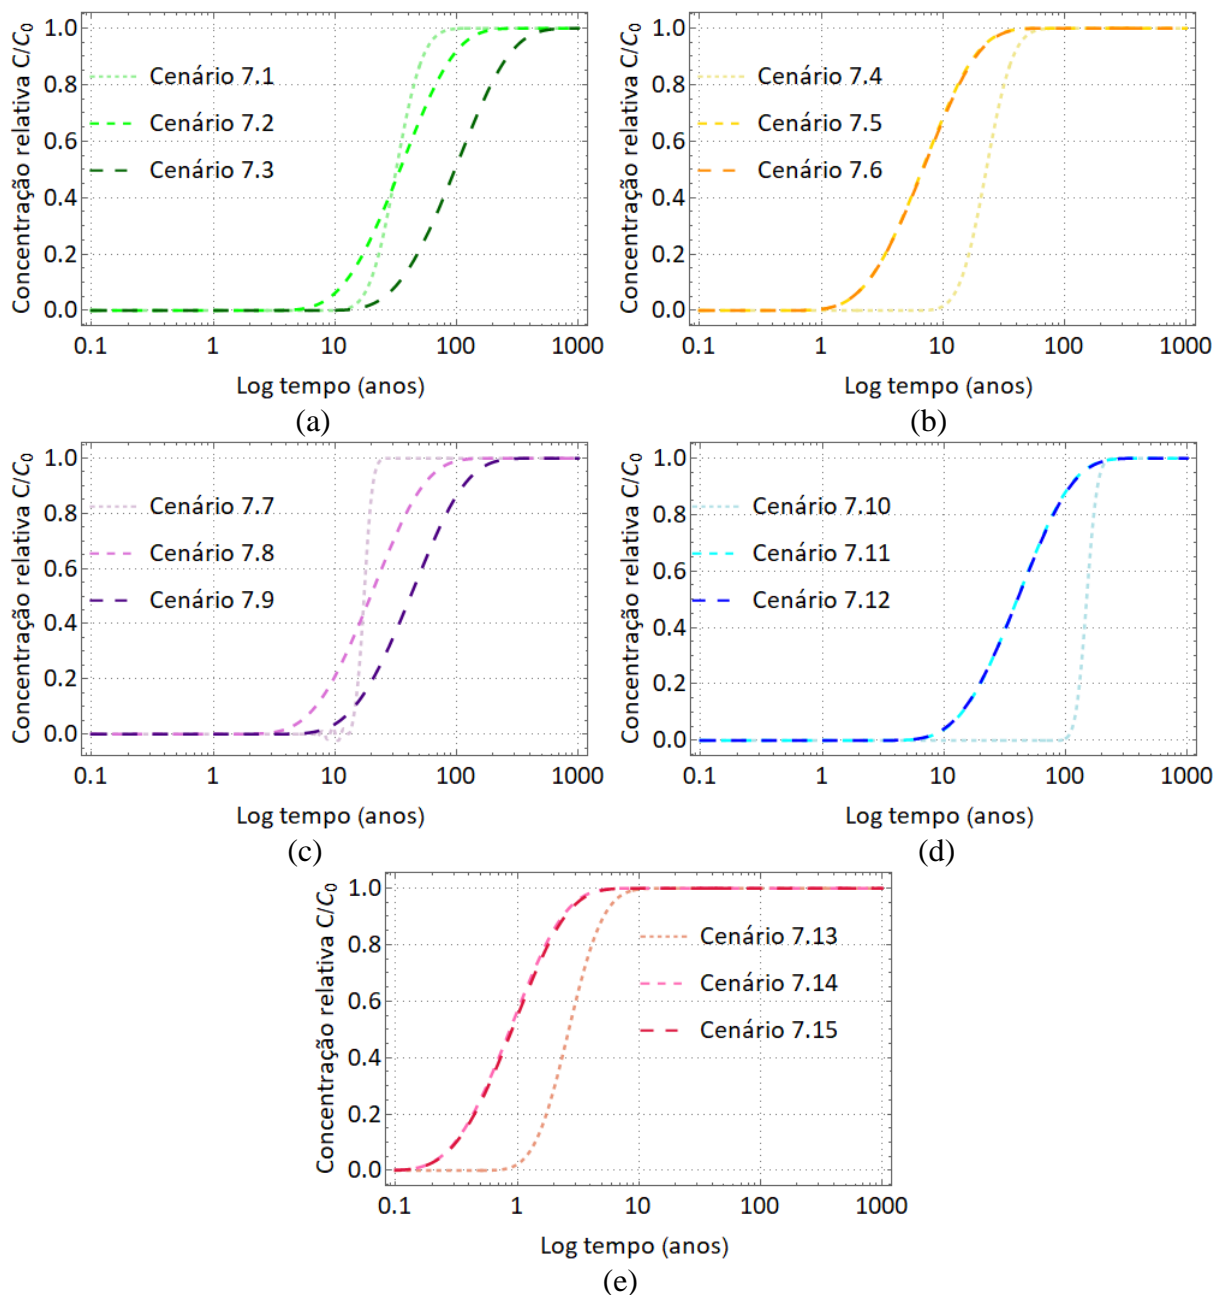 Concentração relativa C/C0
1.0
0.8
0.6
0.4
0.2
0.0
Cenário 7.1
Cenário 7.2
Cenário 7.3
0.1 1 10 100 1000
Log tempo (anos)
(a)
Concentração relativa C/C0
1.0
0.8
0.6
0.4
0.2
0.0
Cenário 7.4
Cenário 7.5
Cenário 7.6
0.1 1 10 100 1000
Log tempo (anos)
(b)
Concentração relativa C/C0
1.0
0.8
0.6
0.4
0.2
0.0
Cenário 7.7
Cenário 7.8
Cenário 7.9
0.1 1 10 100 1000
Log tempo (anos)
(c)
Concentração relativa C/C0
1.0
0.8
0.6
0.4
0.2
0.0
Cenário 7.10
Cenário 7.11
Cenário 7.12
0.1 1 10 100 1000
Log tempo (anos)
(d)
Concentração relativa C/C0
1.0
0.8
0.6
0.4
0.2
0.0
Cenário 7.13
Cenário 7.14
Cenário 7.15
0.1 1 10 100 1000
Log tempo (anos)
(e)